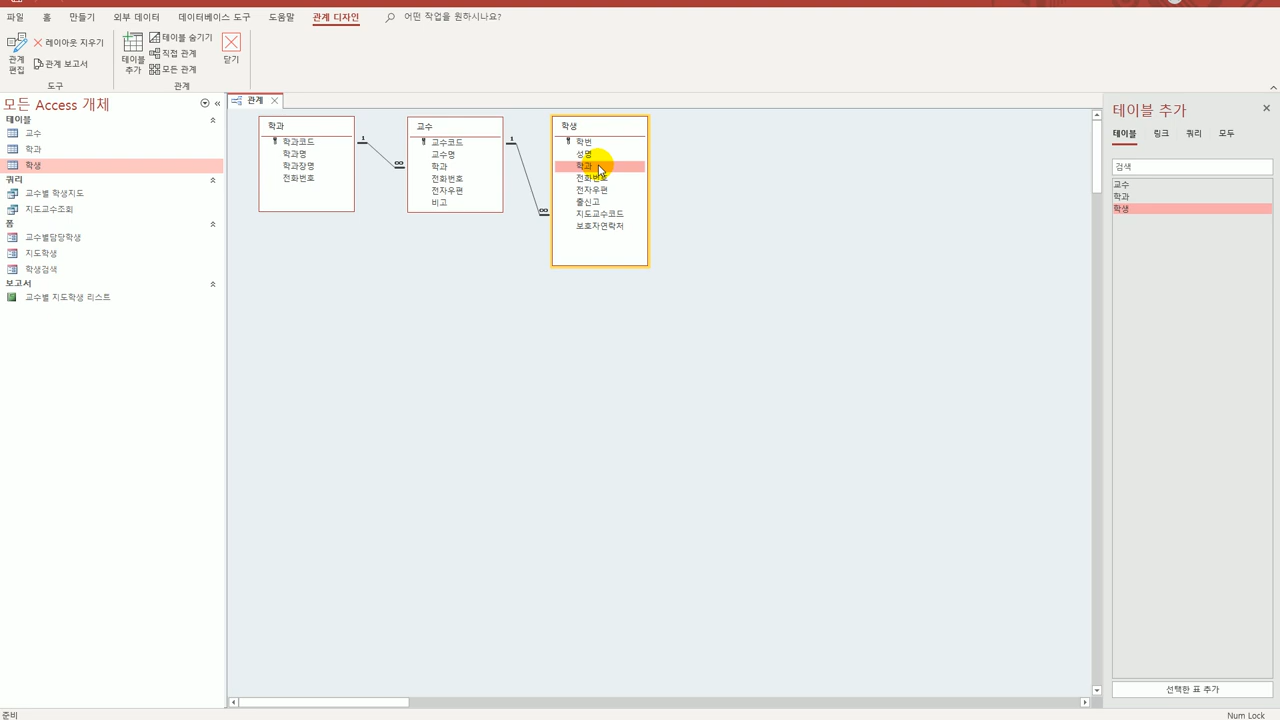 파일 홈 만들기 외부 데이터 데이터베이스 도구 도움말 관계 디자인 어떤 작업을 원하시나요?
관계
편집
레이아웃 지우기
관계 보고서
도구
테이블
추가
테이블 숨기기
직접 관계
모든 관계
관계
닫기
모든 Access 개체 «
테이블
교수
학과
학생
쿼리
교수별 학생지도
지도교수조회
폼
교수별담당학생
지도학생
학생검색
보고서
교수별 지도학생 리스트
관계
학과
학과코드
학과명
학과장명
전화번호
1
∞
교수
교수코드
교수명
학과
전화번호
전자우편
비고
1
∞
학생
학번
성명
학과
전화번호
전자우편
출신고
지도교수코드
보호자연락처
테이블 추가
테이블 링크 쿼리 모두
검색
교수
학과
학생
선택한 표 추가
준비
Num Lock